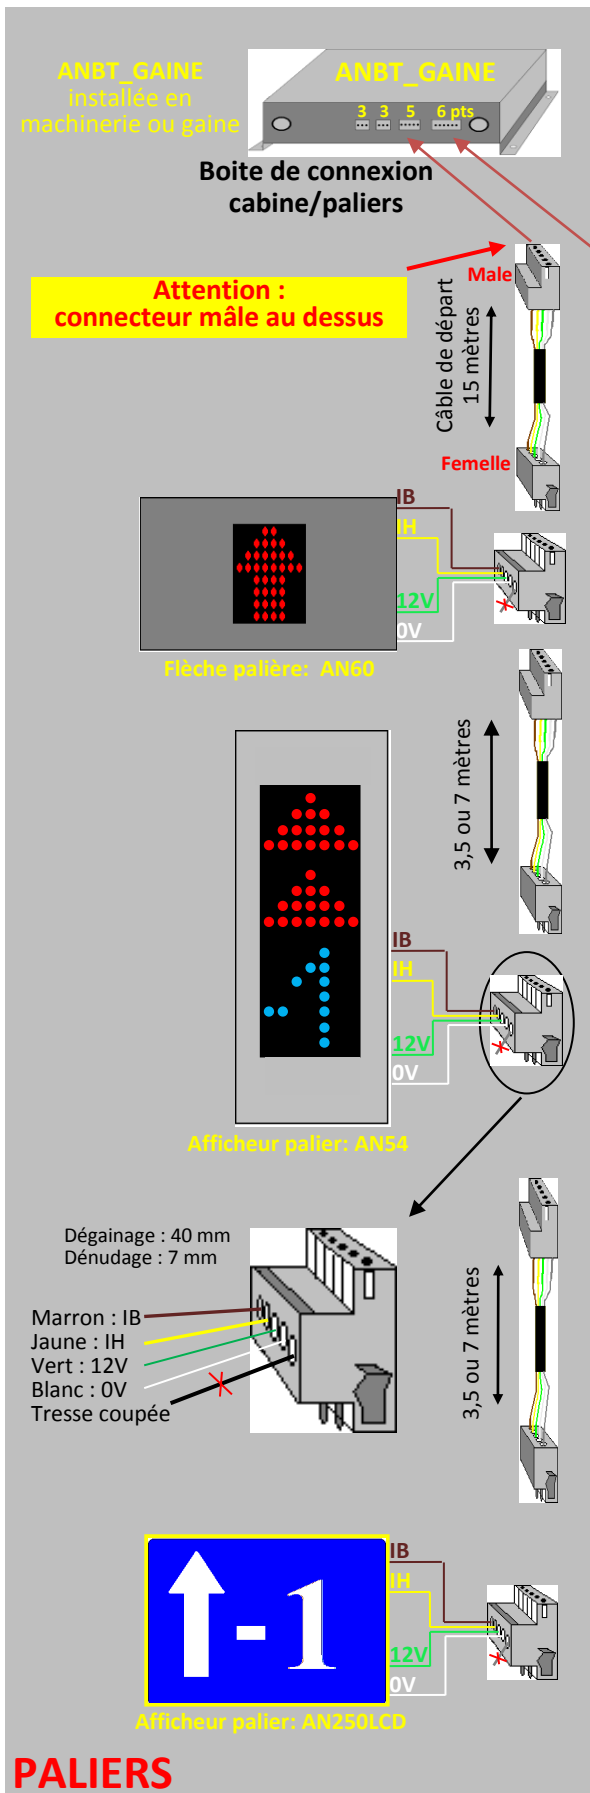 ANBT_GAINE
installée en
machinerie ou gaine
ANBT_GAINE
3 3 5 6 pts
Boite de connexion
cabine/paliers
Attention :
connecteur mâle au dessus
Male
Câble de départ
15 mètres
Femelle
IB
IH
12V
0V
Flèche palière: AN60
3,5 ou 7 mètres
IB
IH
12V
0V
Afficheur palier: AN54
Dégainage : 40 mm
Dénudage : 7 mm
Marron : IB
Jaune : IH
Vert : 12V
Blanc : 0V
Tresse coupée
3,5 ou 7 mètres
-1
IB
IH
12V
0V
Afficheur palier: AN250LCD
PALIERS